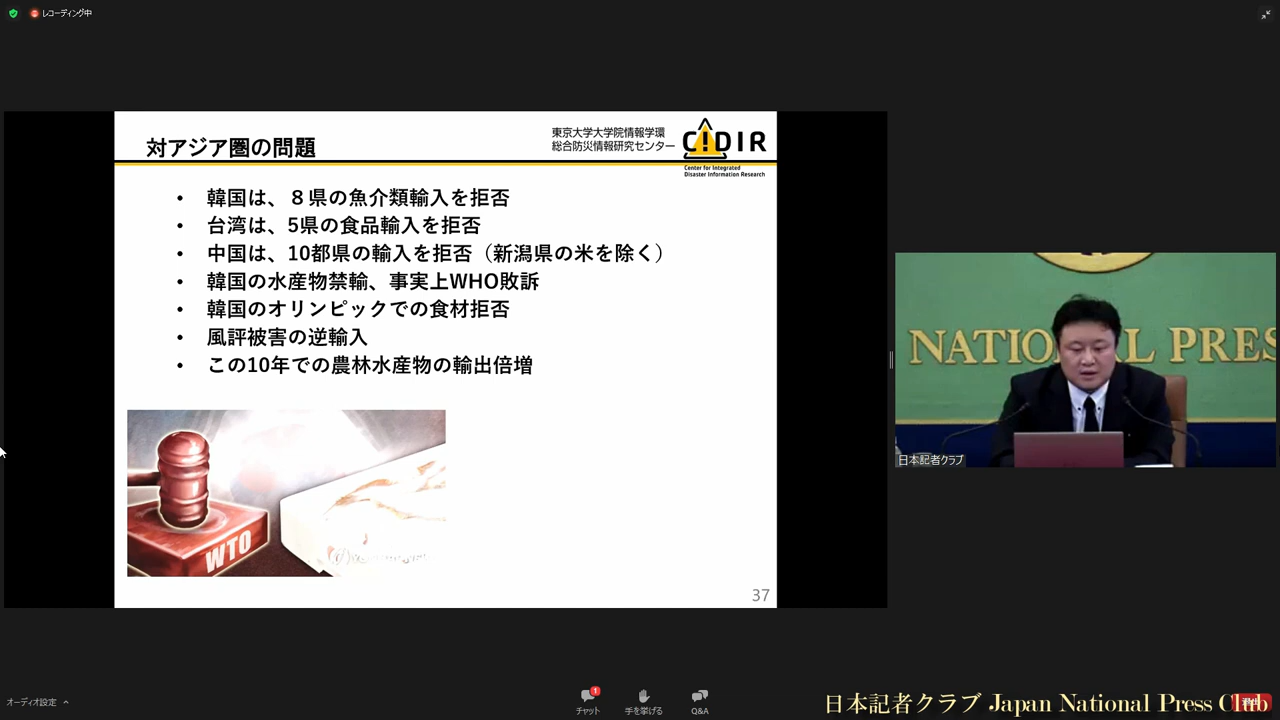 レコーディング中
対アジア圏の問題
東京大学大学院情報学環
総合防災情報研究センター
C!DIR
Center for Integrated
Disaster Information Research
• 韓国は、８県の魚介類輸入を拒否
• 台湾は、5県の食品輸入を拒否
• 中国は、10都県の輸入を拒否（新潟県の米を除く）
• 韓国の水産物禁輸、事実上WHO敗訴
• 韓国のオリンピックでの食材拒否
• 風評被害の逆輸入
• この10年での農林水産物の輸出倍増
WTO
37
NATIONAL PRES
日本記者クラブ
オーディオ設定
1
チャット
手を挙げる
Q&A
日本記者クラブ Japan National Press Club